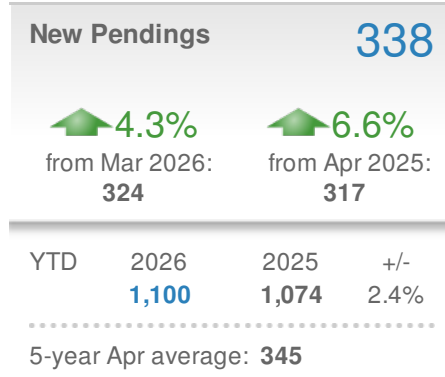 New Pendings 338
4.3% 6.6%
from Mar 2026: from Apr 2025:
324 317
YTD 2026 2025 +/-
1,100 1,074 2.4%
5-year Apr average: 345